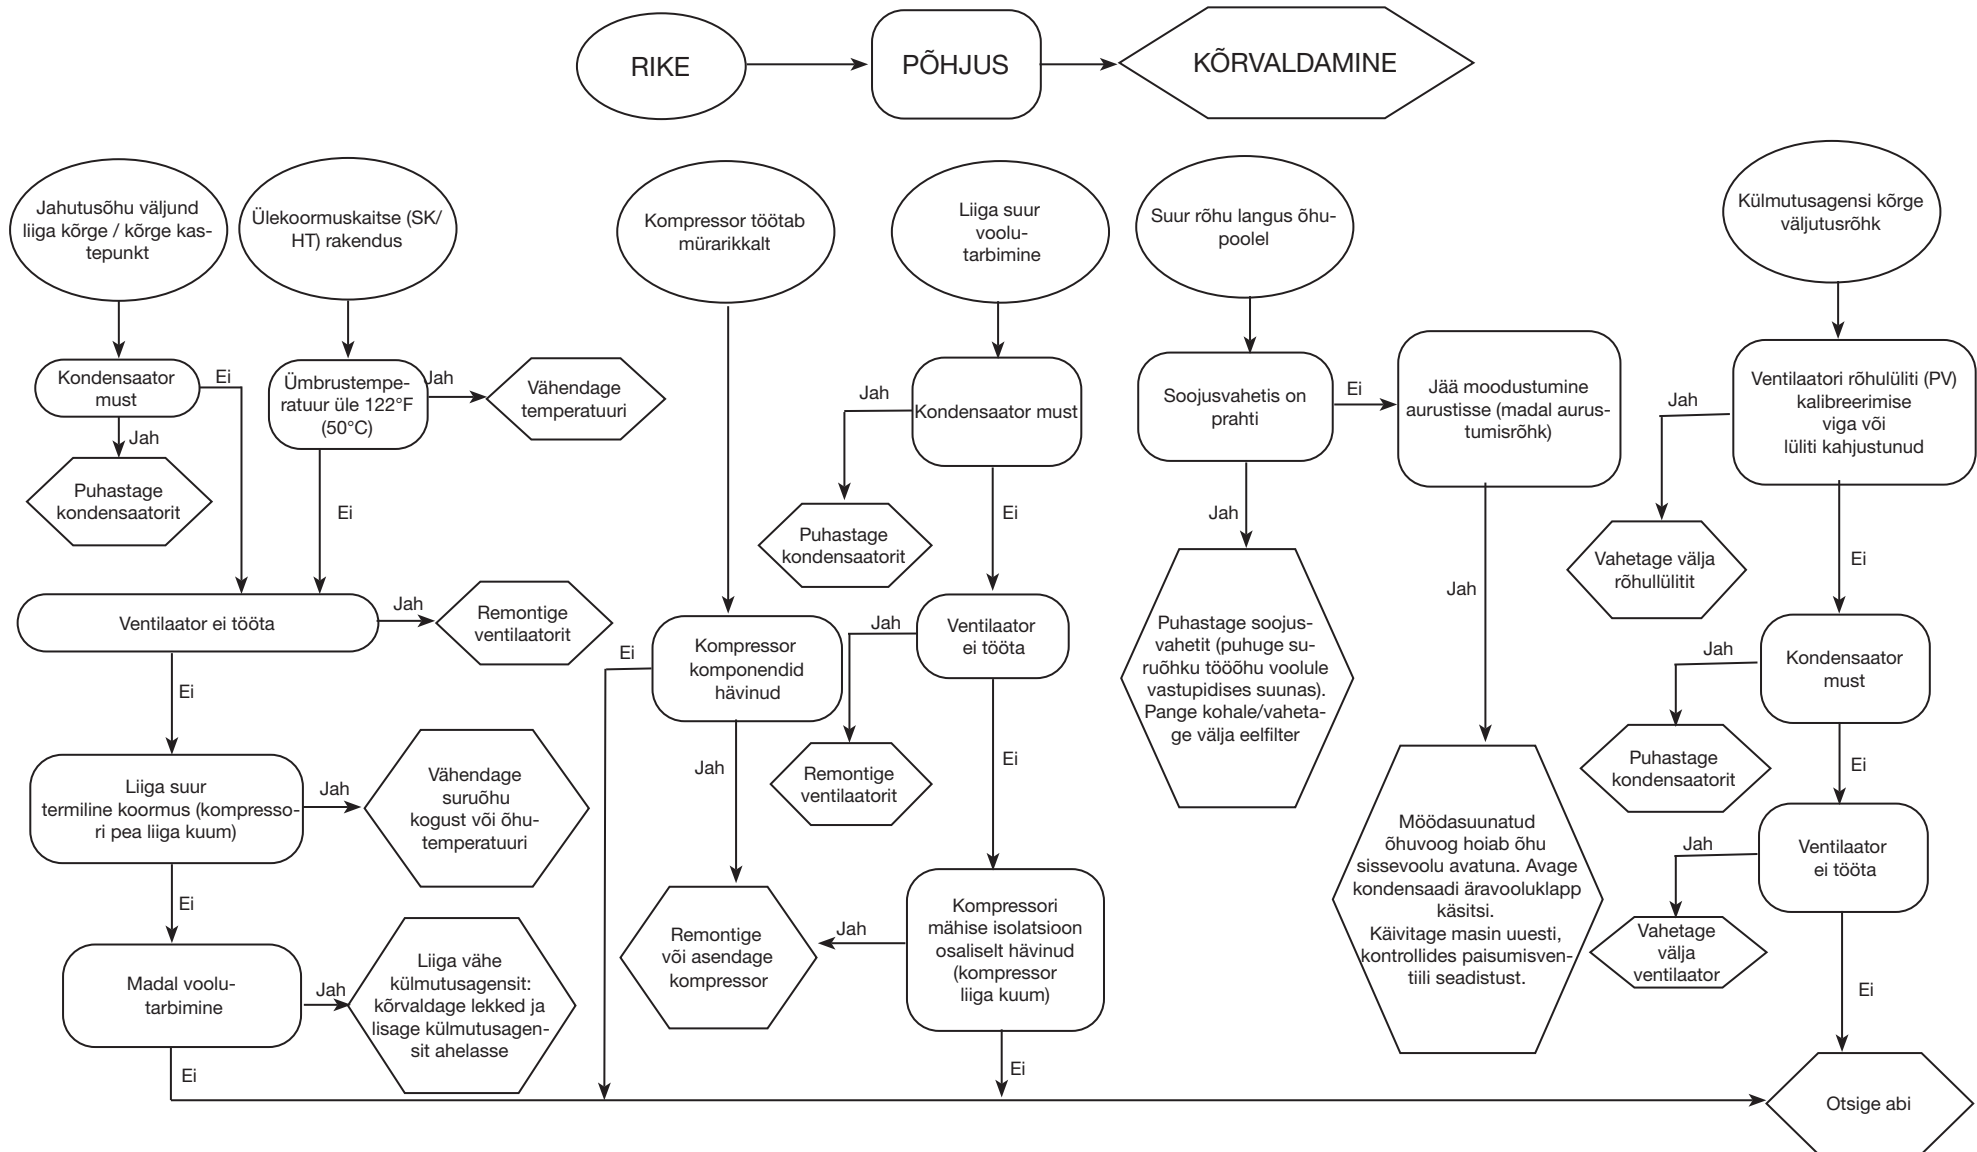 RIKE
PÕHJUS
KÕRVALDAMINE
Jahutusõhu väljund
liiga kõrge / kõrge kas-
tepunkt
Kondensaator
must
Ei
Jah
Puhastage
kondensaatorit
Ülekoormuskaitse (SK/
HT) rakendus
Ümbrustempe-
ratuur üle 122°F
(50°C)
Jah
Vähendage
temperatuuri
Ei
Ventilaator ei tööta
Jah
Remontige
ventilaatorit
Ei
Liiga suur
termiline koormus (kompresso-
ri pea liiga kuum)
Jah
Vähendage
suruõhu
kogust või õhu-
temperatuuri
Ei
Madal voolu-
tarbimine
Jah
Liiga vähe
külmutusagensit:
kõrvaldage lekked ja
lisage külmutusagen-
sit ahelasse
Ei
Kompressor töötab
mürarikkalt
Kompressor
komponendid
hävinud
Ei
Jah
Remontige
või asendage
kompressor
Liiga suur
voolu-
tarbimine
Kondensaator must
Jah
Puhastage
kondensaatorit
Ei
Ventilaator
ei tööta
Jah
Remontige
ventilaatorit
Ei
Kompressori
mähise isolatsioon
osaliselt hävinud
(kompressor
liiga kuum)
Jah
Ei
Suur rõhu langus õhu-
poolel
Soojusvahetis on
prahti
Ei
Jah
Puhastage soojus-
vahetit (puhuge su-
ruõhku tööõhu voolule
vastupidises suunas).
Pange kohale/vaheta-
ge välja eelfilter
Jää moodustumine
aurustisse (madal aurus-
tumisrõhk)
Jah
Möödasuunatud
õhuvoog hoiab õhu
sissevoolu avatuna. Avage
kondensaadi äravooluklapp
käsitsi.
Käivitage masin uuesti,
kontrollides paisumisven-
tiili seadistust.
Külmutusagensi kõrge
väljutusrõhk
Ventilaatori rõhulüliti (PV)
kalibreerimise
viga või
lüliti kahjustunud
Jah
Vahetage välja
rõhullülitit
Ei
Kondensaator
must
Jah
Puhastage
kondensaatorit
Ei
Ventilaator
ei tööta
Jah
Vahetage
välja
ventilaator
Ei
Otsige abi